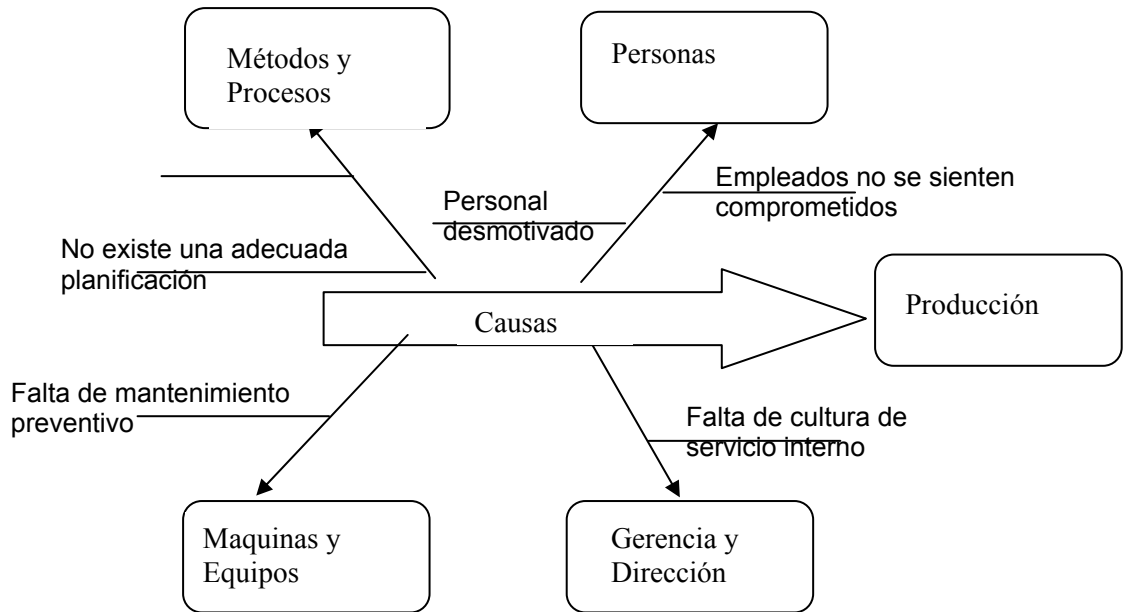 Métodos y
Procesos
Personas
Personal
desmotivado
Empleados no se sienten
comprometidos
No existe una adecuada
planificación
Causas
Producción
Falta de mantenimiento
preventivo
Falta de cultura de
servicio interno
Maquinas y
Equipos
Gerencia y
Dirección